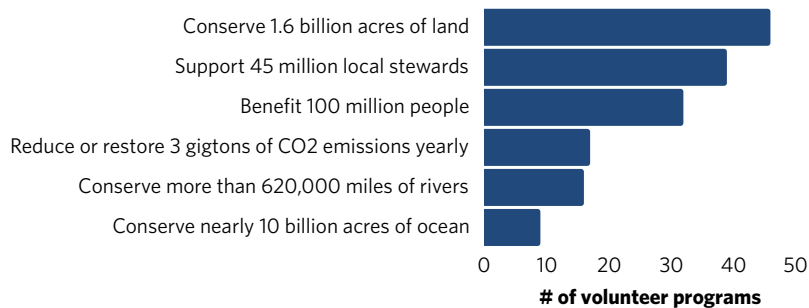 Conserve 1.6 billion acres of land
Support 45 million local stewards
Benefit 100 million people
Reduce or restore 3 gigtons of CO2 emissions yearly
Conserve more than 620,000 miles of rivers
Conserve nearly 10 billion acres of ocean
0 10 20 30 40 50
# of volunteer programs